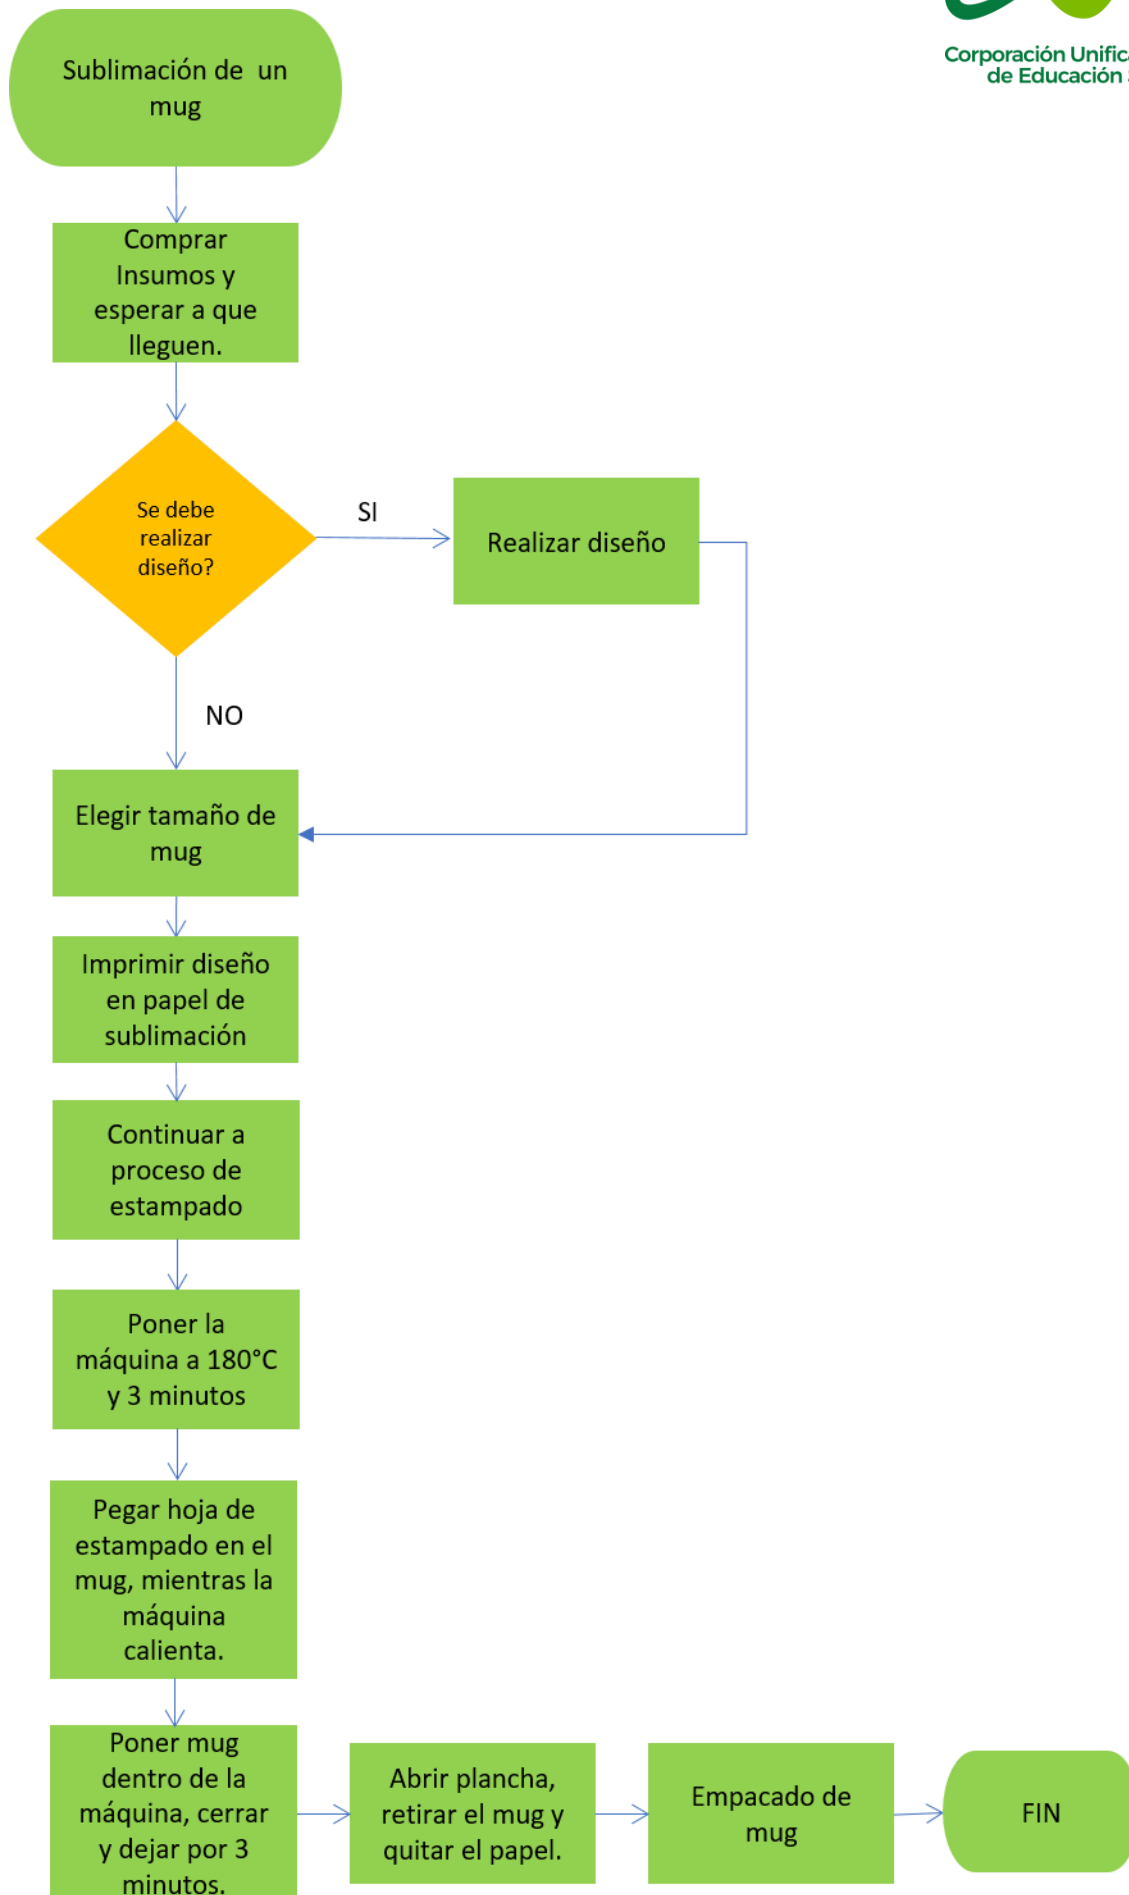 Corporación Unific
de Educación
Sublimación de un
mug
Comprar
Insumos y
esperar a que
lleguen.
Se debe
realizar
diseño?
SI
Realizar diseño
NO
Elegir tamaño de
mug
Imprimir diseño
en papel de
sublimación
Continuar a
proceso de
estampado
Poner la
máquina a 180°C
y 3 minutos
Pegar hoja de
estampado en el
mug, mientras la
máquina
calienta.
Poner mug
dentro de la
máquina, cerrar
y dejar por 3
minutos.
Abrir plancha,
retirar el mug y
quitar el papel.
Empacado de
mug
FIN